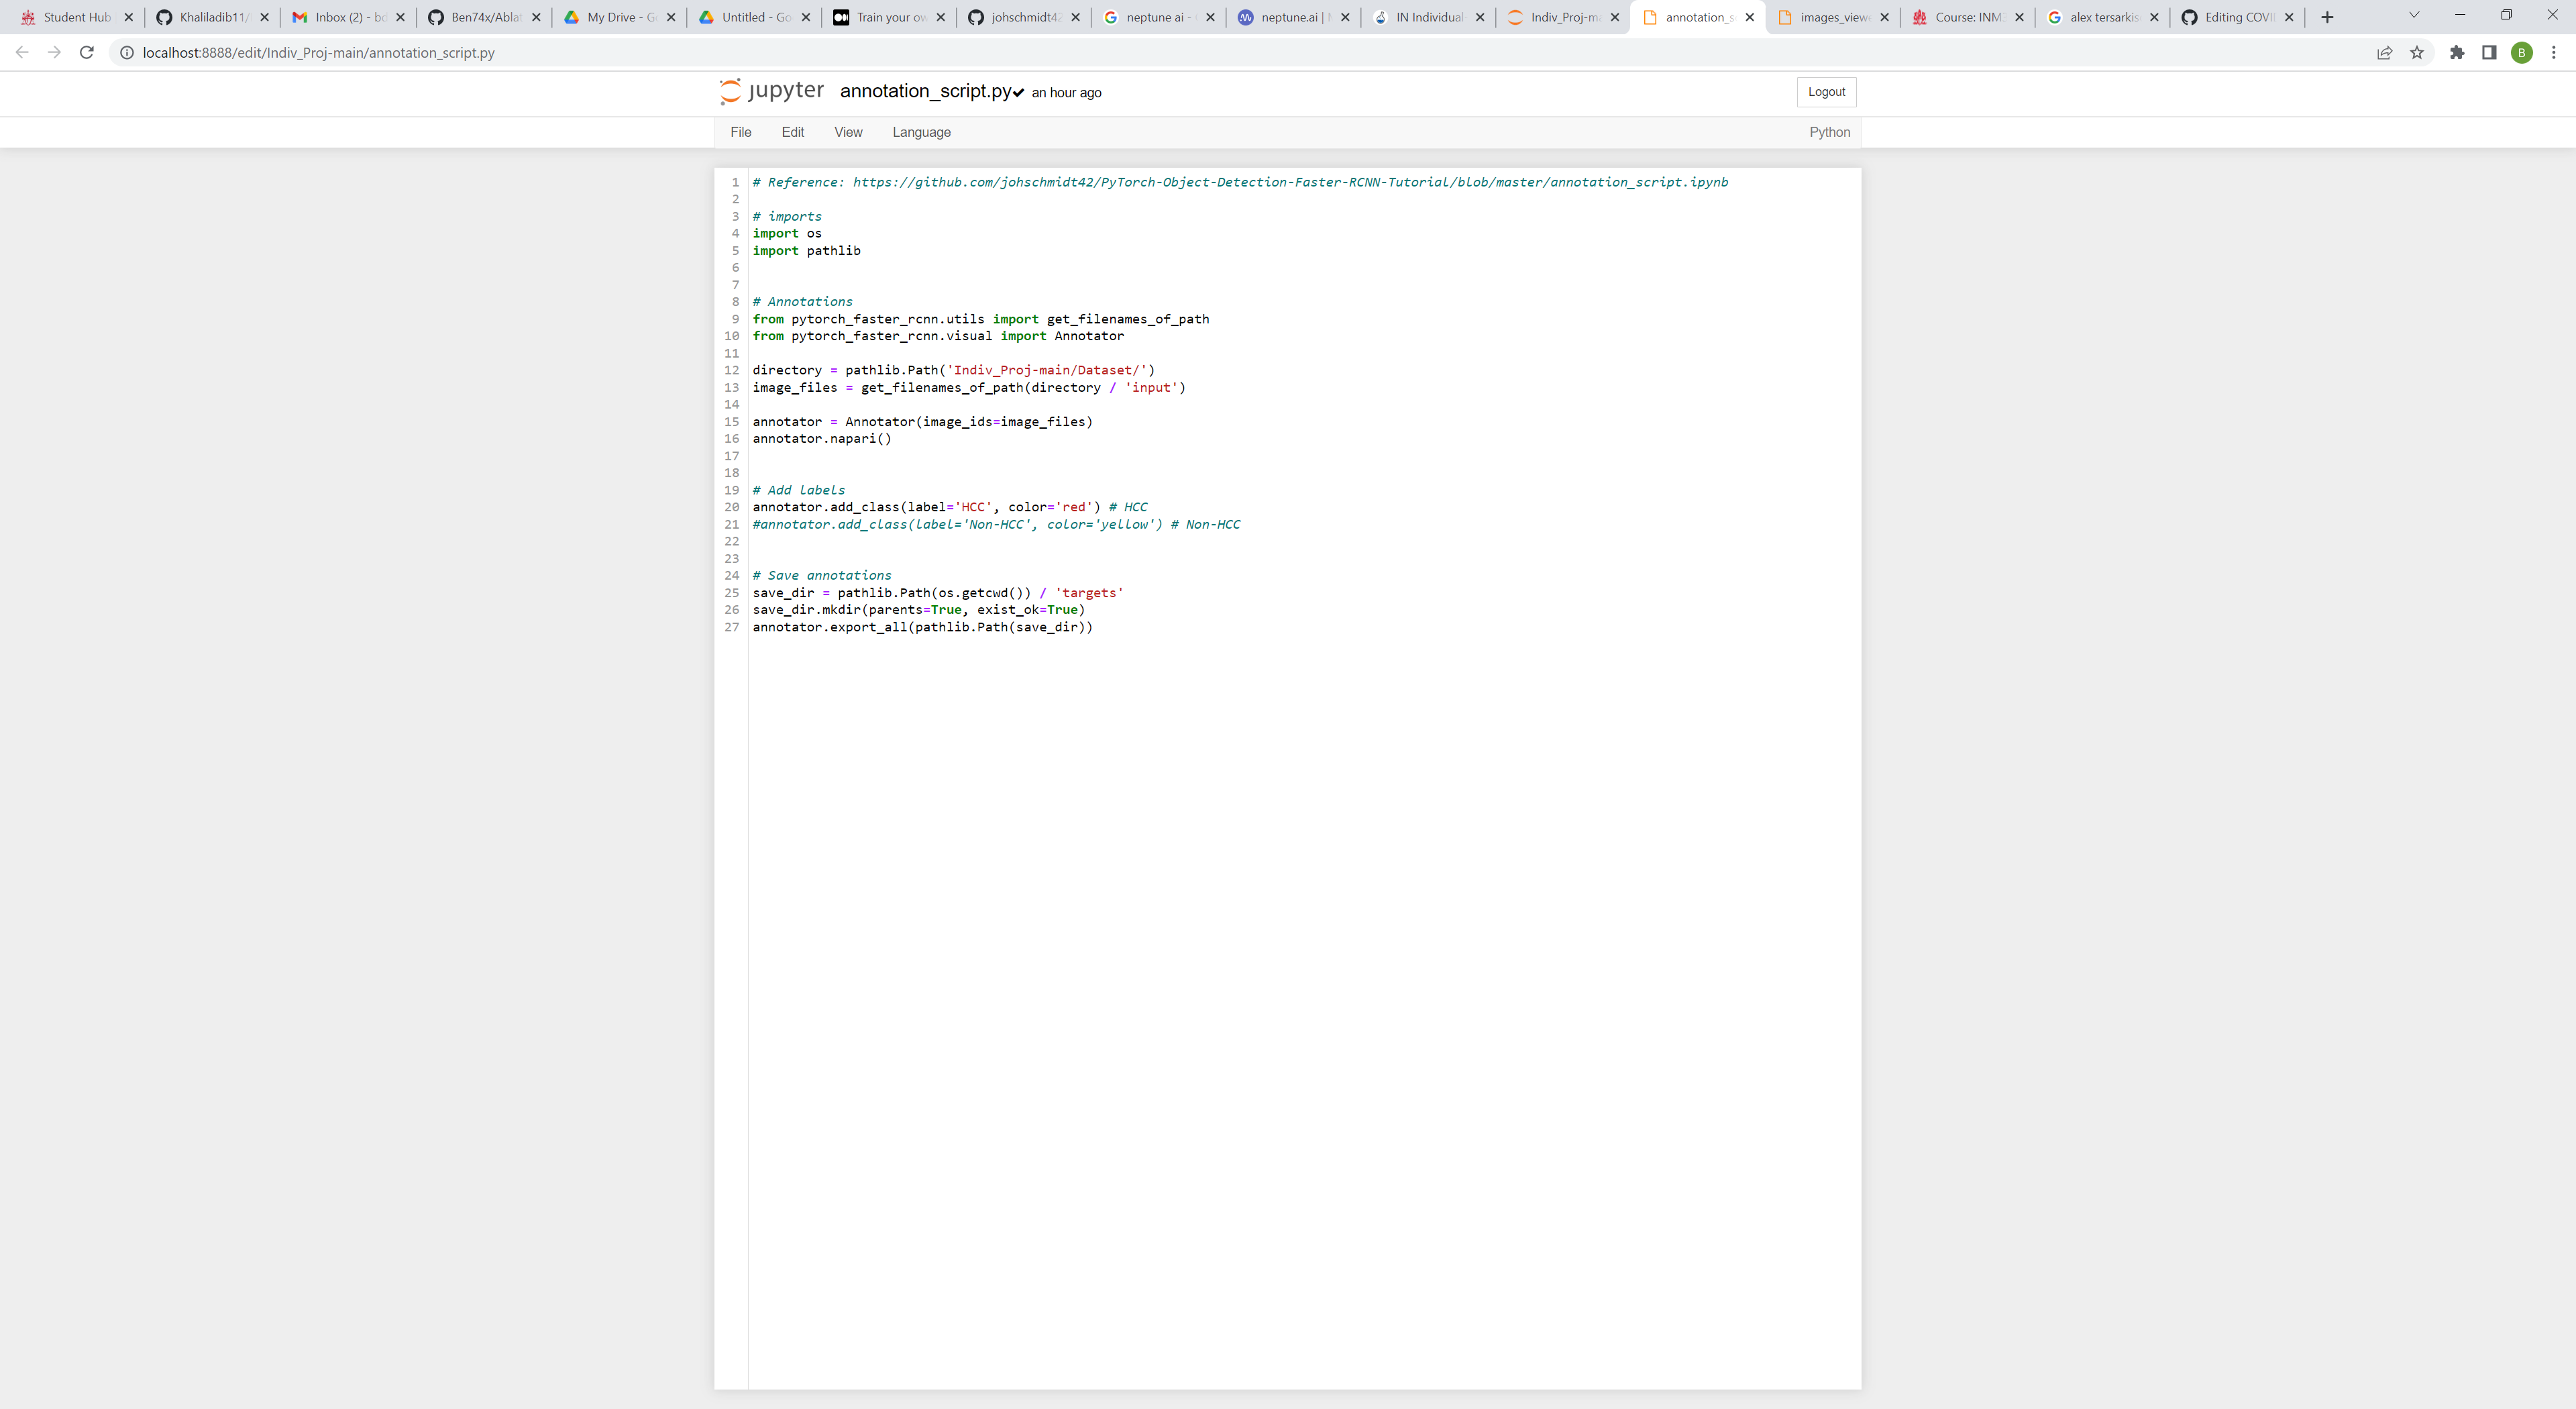 Student Hub
Khaliladib11/
Inbox (2) - bo
Ben74x/Ablat
My Drive - G
Untitled - Go
Train your ow
johschmidt42
neptune ai -
neptune.ai |
IN Individual
Indiv_Proj-ma
annotation_s
images_viewe
Course: INM3
alex tersarkis
Editing COVI
localhost:8888/edit/Indiv_Proj-main/annotation_script.py
B
jupyter annotation_script.py✔ an hour ago
Logout
File Edit View Language
Python
1 # Reference: https://github.com/johschmidt42/PyTorch-Object-Detection-Faster-RCNN-Tutorial/blob/master/annotation_script.ipynb
2
3 # imports
4 import os
5 import pathlib
6
7
8 # Annotations
9 from pytorch_faster_rcnn.utils import get_filenames_of_path
10 from pytorch_faster_rcnn.visual import Annotator
11
12 directory = pathlib.Path('Indiv_Proj-main/Dataset/')
13 image_files = get_filenames_of_path(directory / 'input')
14
15 annotator = Annotator(image_ids=image_files)
16 annotator.napari()
17
18
19 # Add labels
20 annotator.add_class(label='HCC', color='red') # HCC
21 #annotator.add_class(label='Non-HCC', color='yellow') # Non-HCC
22
23
24 # Save annotations
25 save_dir = pathlib.Path(os.getcwd()) / 'targets'
26 save_dir.mkdir(parents=True, exist_ok=True)
27 annotator.export_all(pathlib.Path(save_dir))